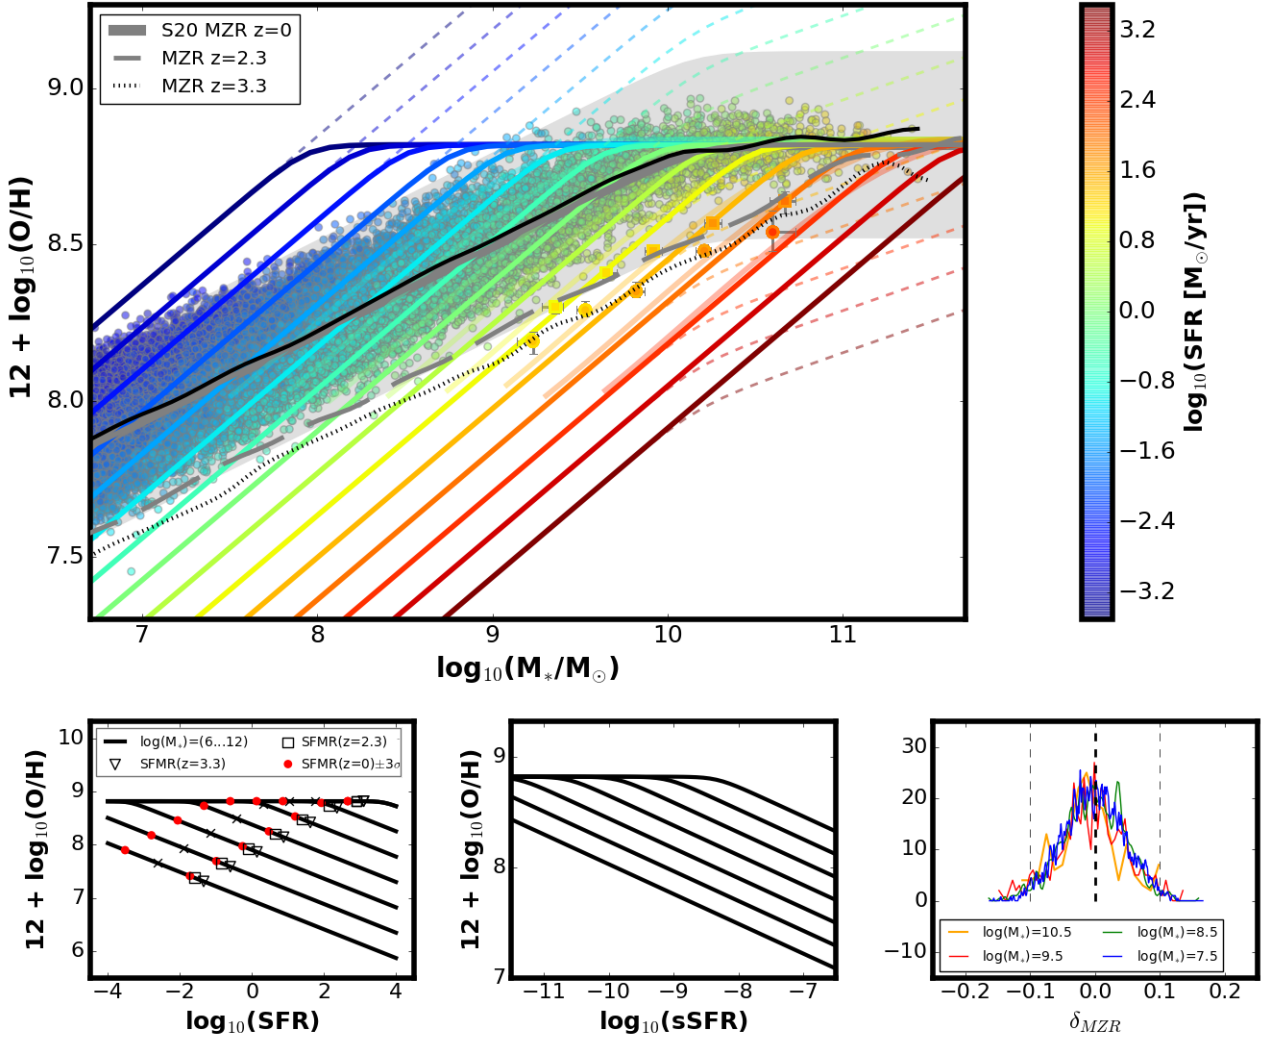 S20 MZR z=0
MZR z=2.3
MZR z=3.3
9.0
8.5
8.0
7.5
12 + log₁₀(O/H)
7 8 9 10 11
log₁₀(M*/M⊙)
3.2
2.4
1.6
0.8
0.0
−0.8
−1.6
−2.4
−3.2
log₁₀(SFR [M⊙/yr])
log(M*)=(6...12) SFMR(z=2.3)
SFMR(z=3.3) SFMR(z=0)±3σ
10
9
8
7
6
12 + log₁₀(O/H)
−4 −2 0 2 4
log₁₀(SFR)
9
8
7
12 + log₁₀(O/H)
−11 −10 −9 −8 −7
log₁₀(sSFR)
30
20
10
0
−10
log(M*)=10.5 log(M*)=8.5
log(M*)=9.5 log(M*)=7.5
−0.2 −0.1 0.0 0.1 0.2
δMZR